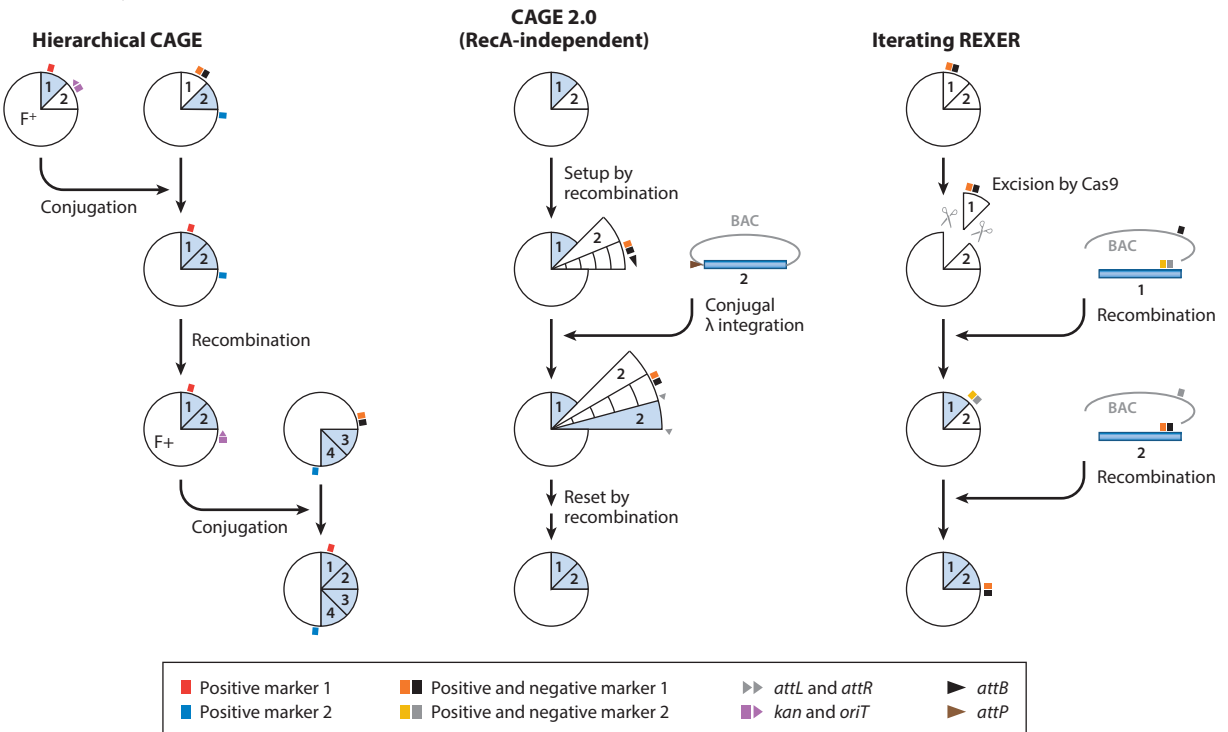 Hierarchical CAGE
1
2
F+
1
2
Conjugation
1
2
Recombination
1
2
F+
3
4
Conjugation
1
2
3
4
CAGE 2.0
(RecA-independent)
1
2
Setup by
recombination
1
2
BAC
2
Conjugal
λ integration
1
2
2
Reset by
recombination
1
2
Iterating REXER
1
2
Excision by Cas9
1
2
BAC
1
Recombination
1
2
BAC
2
Recombination
1
2
Positive marker 1
Positive and negative marker 1
attL and attR
attB
Positive marker 2
Positive and negative marker 2
kan and oriT
attP